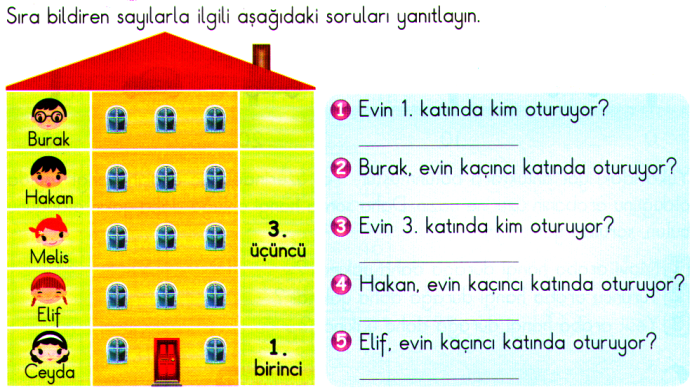 Sıra bildiren sayılarla ilgili aşağıdaki soruları yanıtlayın.
Burak
Hakan
Melis
3.
üçüncü
Elif
Ceyda
1.
birinci
1 Evin 1. katında kim oturuyor?
2 Burak, evin kaçıncı katında oturuyor?
3 Evin 3. katında kim oturuyor?
4 Hakan, evin kaçıncı katında oturuyor?
5 Elif, evin kaçıncı katında oturuyor?